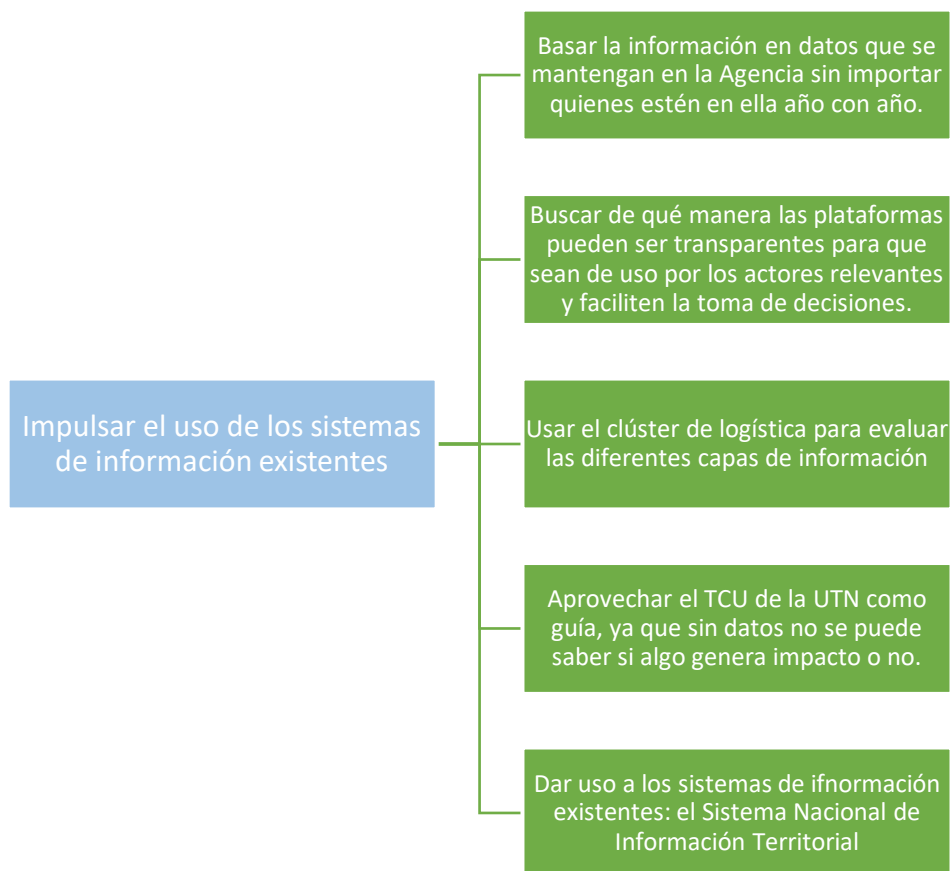 Basar la información en datos que se
mantengan en la Agencia sin importar
quienes estén en ella año con año.
Buscar de qué manera las plataformas
pueden ser transparentes para que
sean de uso por los actores relevantes
y faciliten la toma de decisiones.
Impulsar el uso de los sistemas
de información existentes
Usar el clúster de logística para evaluar
las diferentes capas de información
Aprovechar el TCU de la UTN como
guía, ya que sin datos no se puede
saber si algo genera impacto o no.
Dar uso a los sistemas de ifnormación
existentes: el Sistema Nacional de
Información Territorial